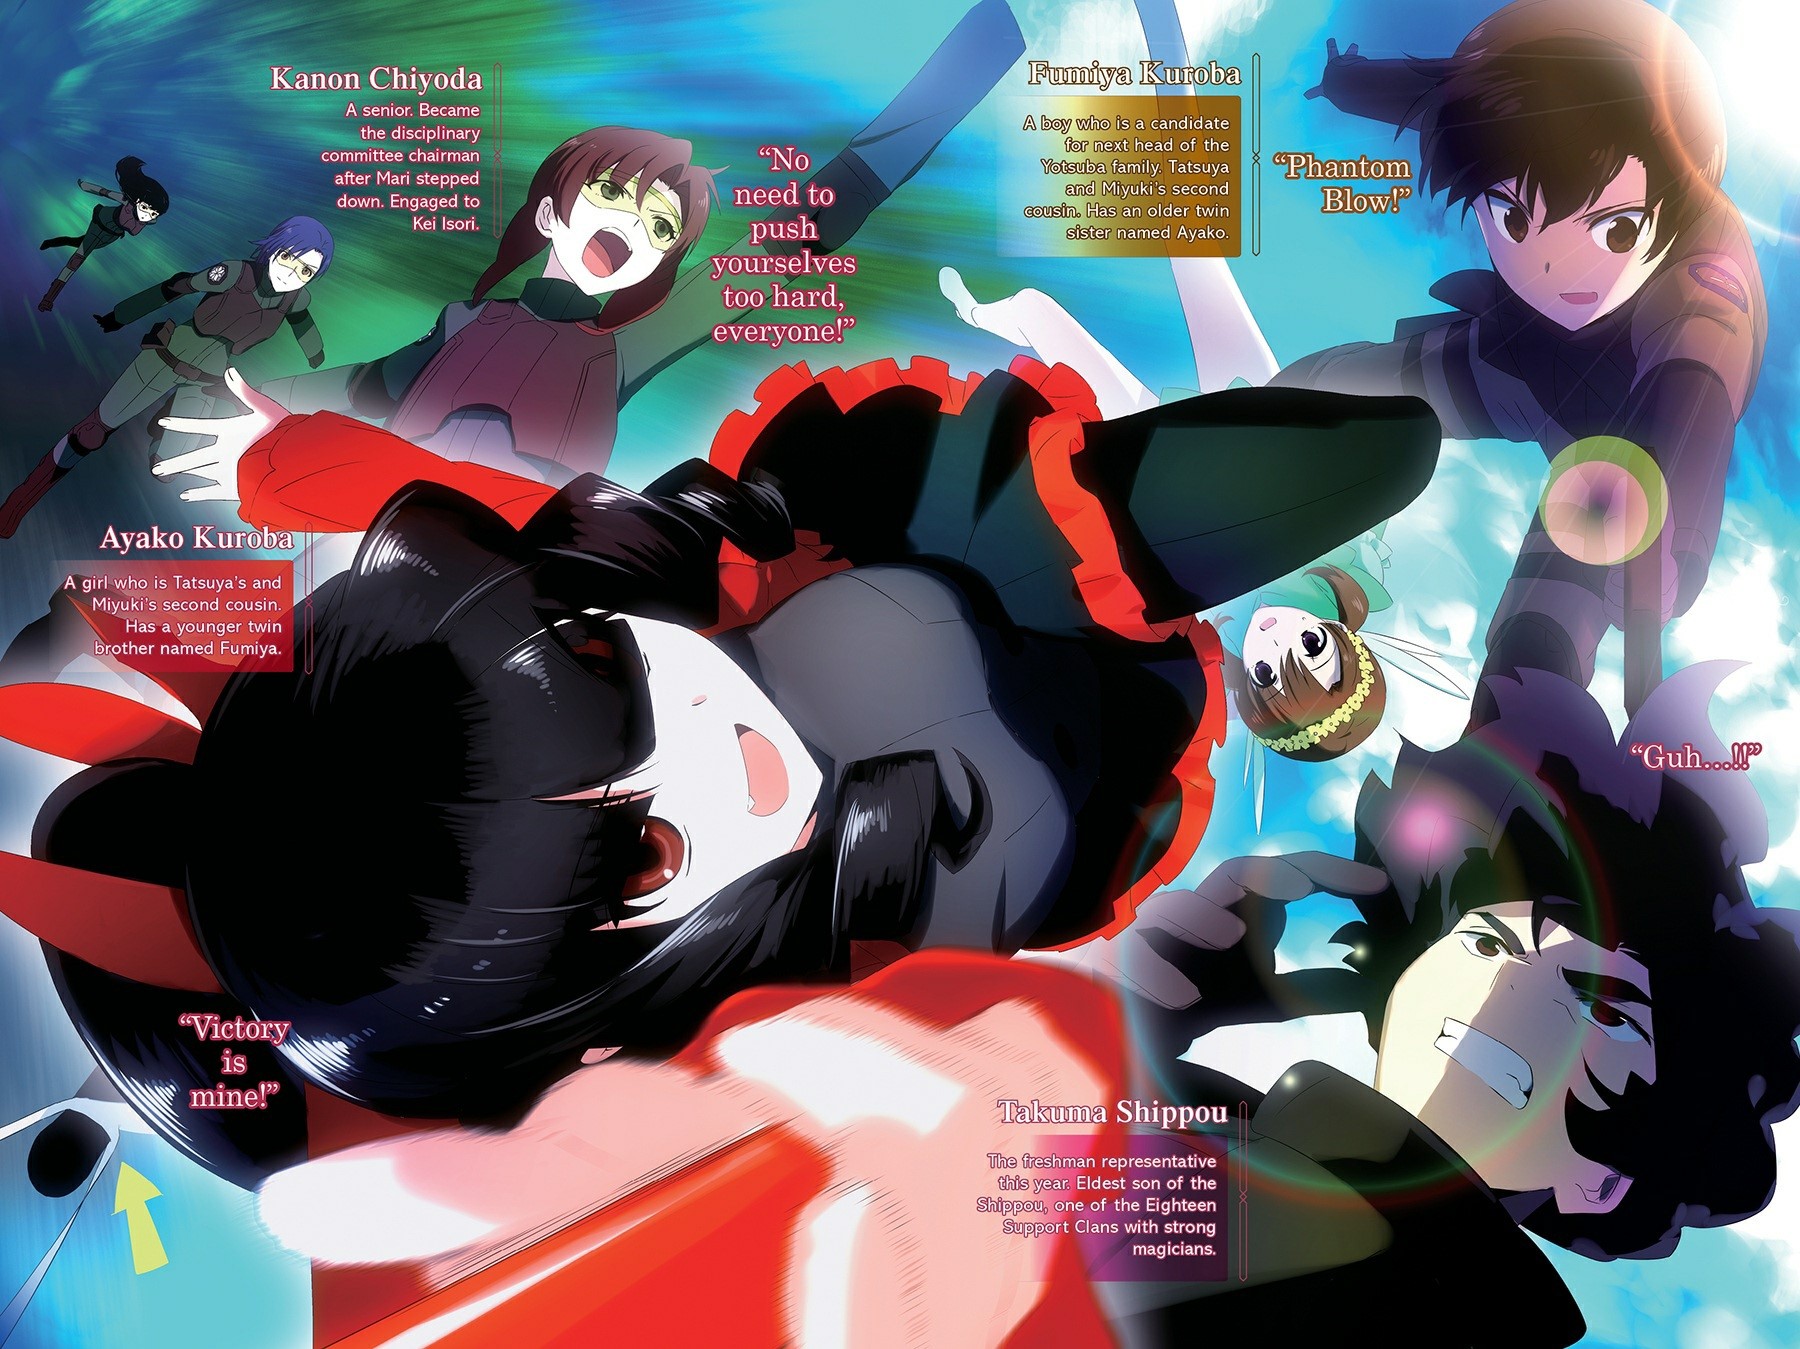 Kanon Chiyoda
A senior. Became
the disciplinary
committee chairman
after Mari stepped
down. Engaged to
Kei Isori.
“No
need to
push
yourselves
too hard,
everyone!”
Fumiya Kuroba
A boy who is a candidate
for next head of the
Yotsuba family. Tatsuya
and Miyuki’s second
cousin. Has an older twin
sister named Ayako.
“Phantom
Blow!”
Ayako Kuroba
A girl who is Tatsuya’s and
Miyuki’s second cousin.
Has a younger twin
brother named Fumiya.
“Victory
is
mine!”
“Guh...!!”
Takuma Shippou
The freshman representative
this year. Eldest son of the
Shippou, one of the Eighteen
Support Clans with strong
magicians.